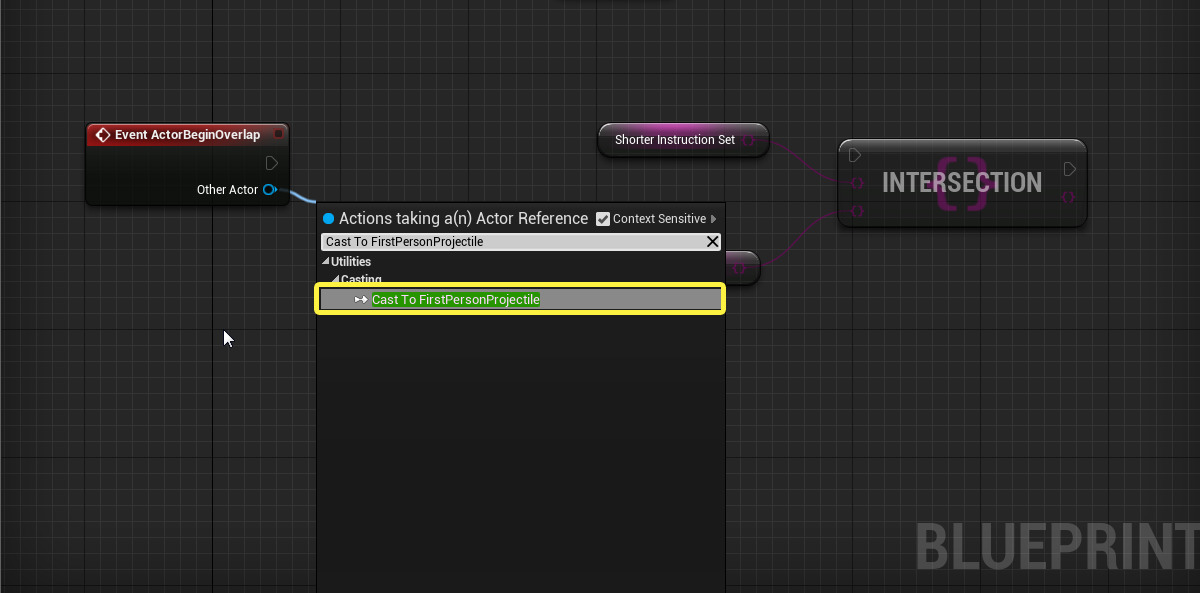 Event ActorBeginOverlap
Other Actor
Shorter Instruction Set
INTERSECTION
Actions taking a(n) Actor Reference
Context Sensitive
Cast To FirstPersonProjectile
Utilities
Casting
Cast To FirstPersonProjectile
BLUEPRINT